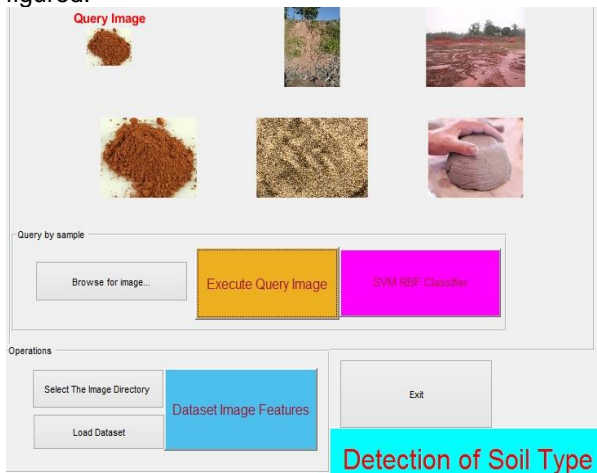 figured.
Query Image
Query by sample
Browse for image...
Execute Query Image
SVM RBF Classifier
Operations
Select The Image Directory
Dataset Image Features
Load Dataset
Exit
Detection of Soil Type